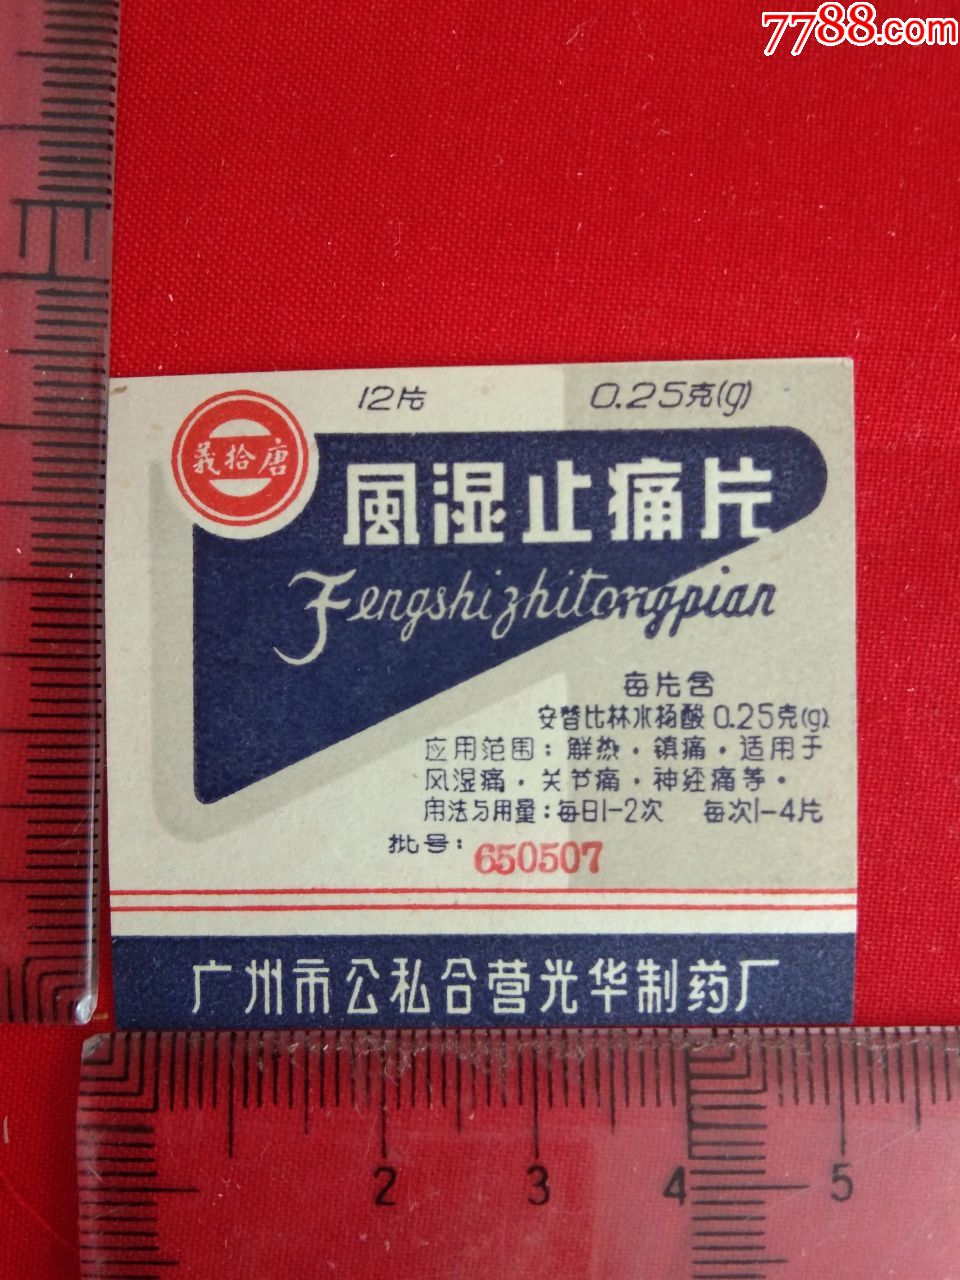 7788.com
12片 0.25克(g)
唐拾義
風湿止痛片
Fengshizhitongpian
每片含
安替比林水杨酸0.25克(g)
应用范围：解热·镇痛·适用于
风湿痛·关节痛·神经痛等·
用法与用量：每日1-2次 每次1-4片
批号：650507
广州市公私合营光华制药厂
2 3 4 5